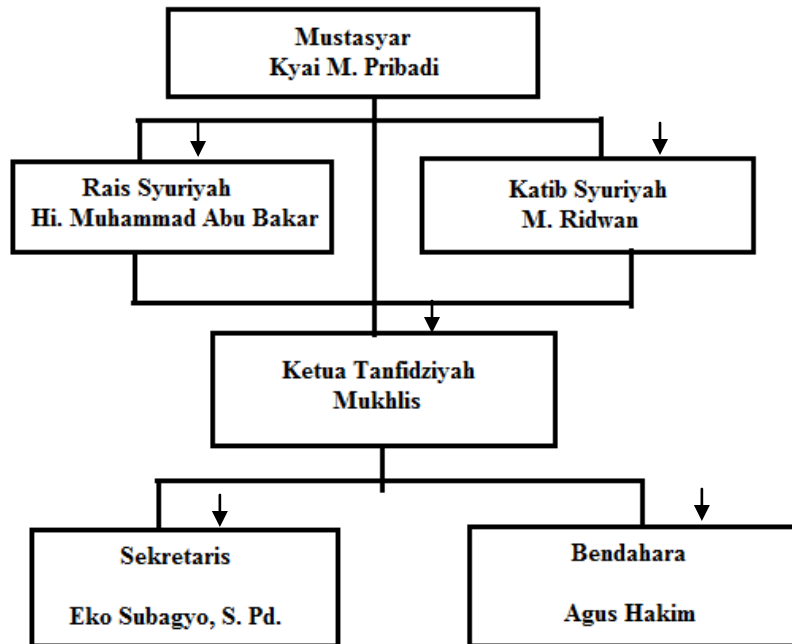 Mustasyar
Kyai M. Pribadi
Rais Syuriyah
Hi. Muhammad Abu Bakar
Katib Syuriyah
M. Ridwan
Ketua Tanfidziyah
Mukhlis
Sekretaris
Eko Subagyo, S. Pd.
Bendahara
Agus Hakim